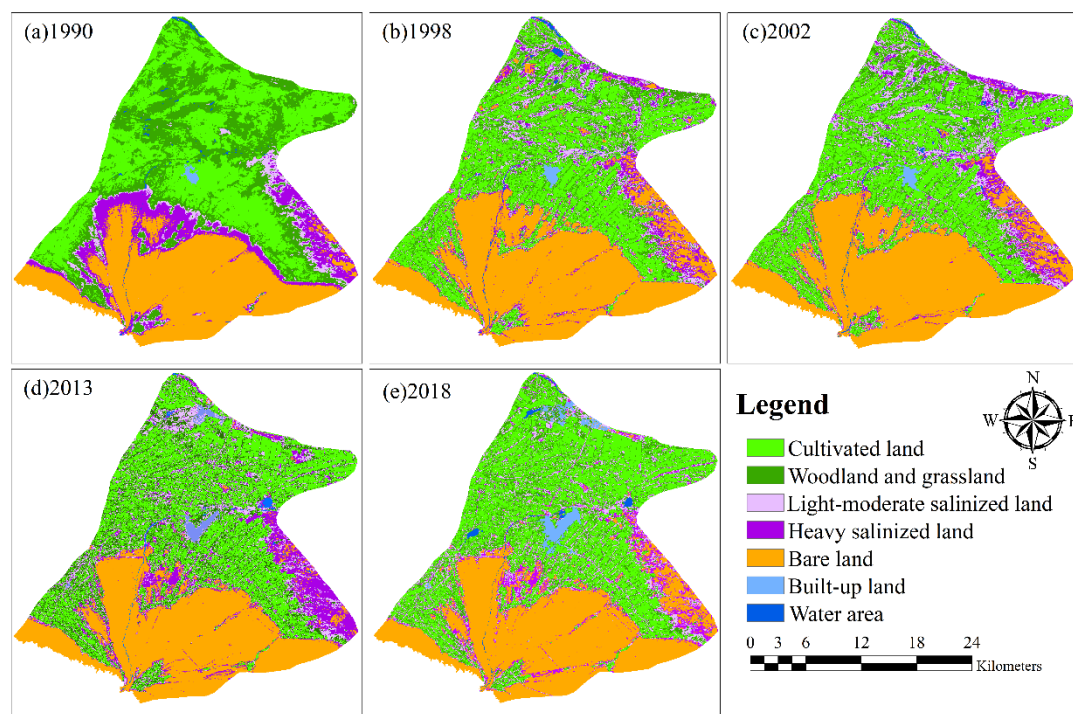 (a)1990
(b)1998
(c)2002
(d)2013
(e)2018
Legend
N
W
E
S
Cultivated land
Woodland and grassland
Light-moderate salinized land
Heavy salinized land
Bare land
Built-up land
Water area
0 3 6 12 18 24
Kilometers